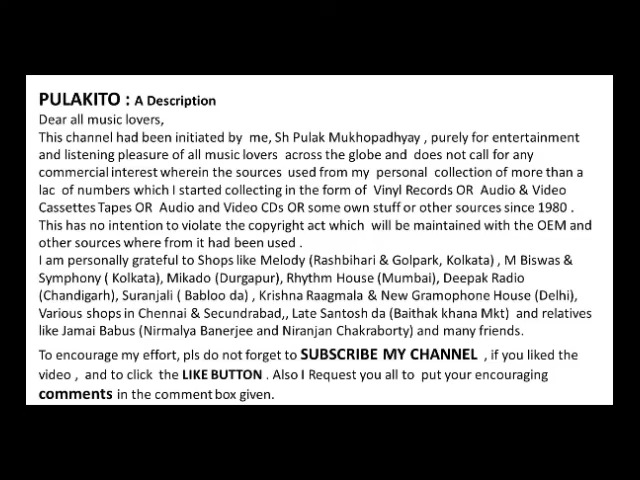 PULAKITO : A Description
Dear all music lovers,
This channel had been initiated by me, Sh Pulak Mukhopadhyay , purely for entertainment
and listening pleasure of all music lovers across the globe and does not call for any
commercial interest wherein the sources used from my personal collection of more than a
lac of numbers which I started collecting in the form of Vinyl Records OR Audio & Video
Cassettes Tapes OR Audio and Video CDs OR some own stuff or other sources since 1980 .
This has no intention to violate the copyright act which will be maintained with the OEM and
other sources where from it had been used .
I am personally grateful to Shops like Melody (Rashbihari & Golpark, Kolkata) , M Biswas &
Symphony ( Kolkata), Mikado (Durgapur), Rhythm House (Mumbai), Deepak Radio
(Chandigarh), Suranjali ( Babloo da) , Krishna Raagmala & New Gramophone House (Delhi),
Various shops in Chennai & Secundrabad,, Late Santosh da (Baithak khana Mkt) and relatives
like Jamai Babus (Nirmalya Banerjee and Niranjan Chakraborty) and many friends.
To encourage my effort, pls do not forget to SUBSCRIBE MY CHANNEL , if you liked the
video , and to click the LIKE BUTTON . Also I Request you all to put your encouraging
comments in the comment box given.